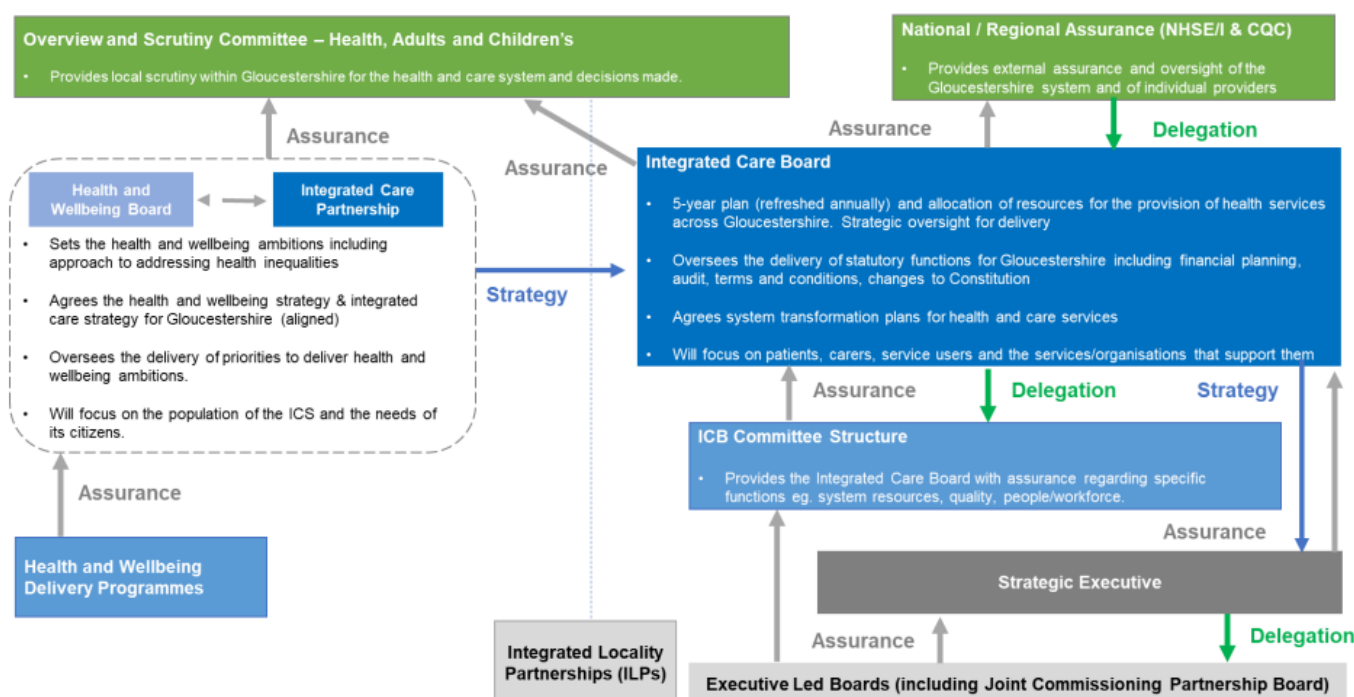 Overview and Scrutiny Committee – Health, Adults and Children's
• Provides local scrutiny within Gloucestershire for the health and care system and decisions made.
National / Regional Assurance (NHSE/I & CQC)
• Provides external assurance and oversight of the
Gloucestershire system and of individual providers
Assurance
Assurance
Assurance
Delegation
Health and
Wellbeing Board
Integrated Care
Partnership
• Sets the health and wellbeing ambitions including
approach to addressing health inequalities
• Agrees the health and wellbeing strategy & integrated
care strategy for Gloucestershire (aligned)
• Oversees the delivery of priorities to deliver health and
wellbeing ambitions.
• Will focus on the population of the ICS and the needs of
its citizens.
Strategy
Integrated Care Board
• 5-year plan (refreshed annually) and allocation of resources for the provision of health services
across Gloucestershire. Strategic oversight for delivery
• Oversees the delivery of statutory functions for Gloucestershire including financial planning,
audit, terms and conditions, changes to Constitution
• Agrees system transformation plans for health and care services
• Will focus on patients, carers, service users and the services/organisations that support them
Assurance
Delegation
Strategy
ICB Committee Structure
• Provides the Integrated Care Board with assurance regarding specific
functions eg. system resources, quality, people/workforce.
Assurance
Assurance
Health and Wellbeing
Delivery Programmes
Strategic Executive
Assurance
Delegation
Integrated Locality
Partnerships (ILPs)
Executive Led Boards (including Joint Commissioning Partnership Board)